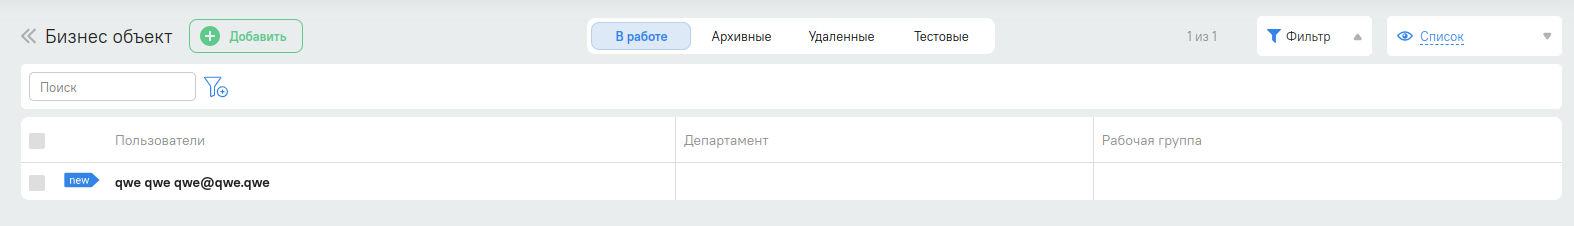 Бизнес объект Добавить В работе Архивные Удаленные Тестовые 1 из 1 Фильтр Список
Поиск
Пользователи Департамент Рабочая группа
new qwe qwe qwe@qwe.qwe